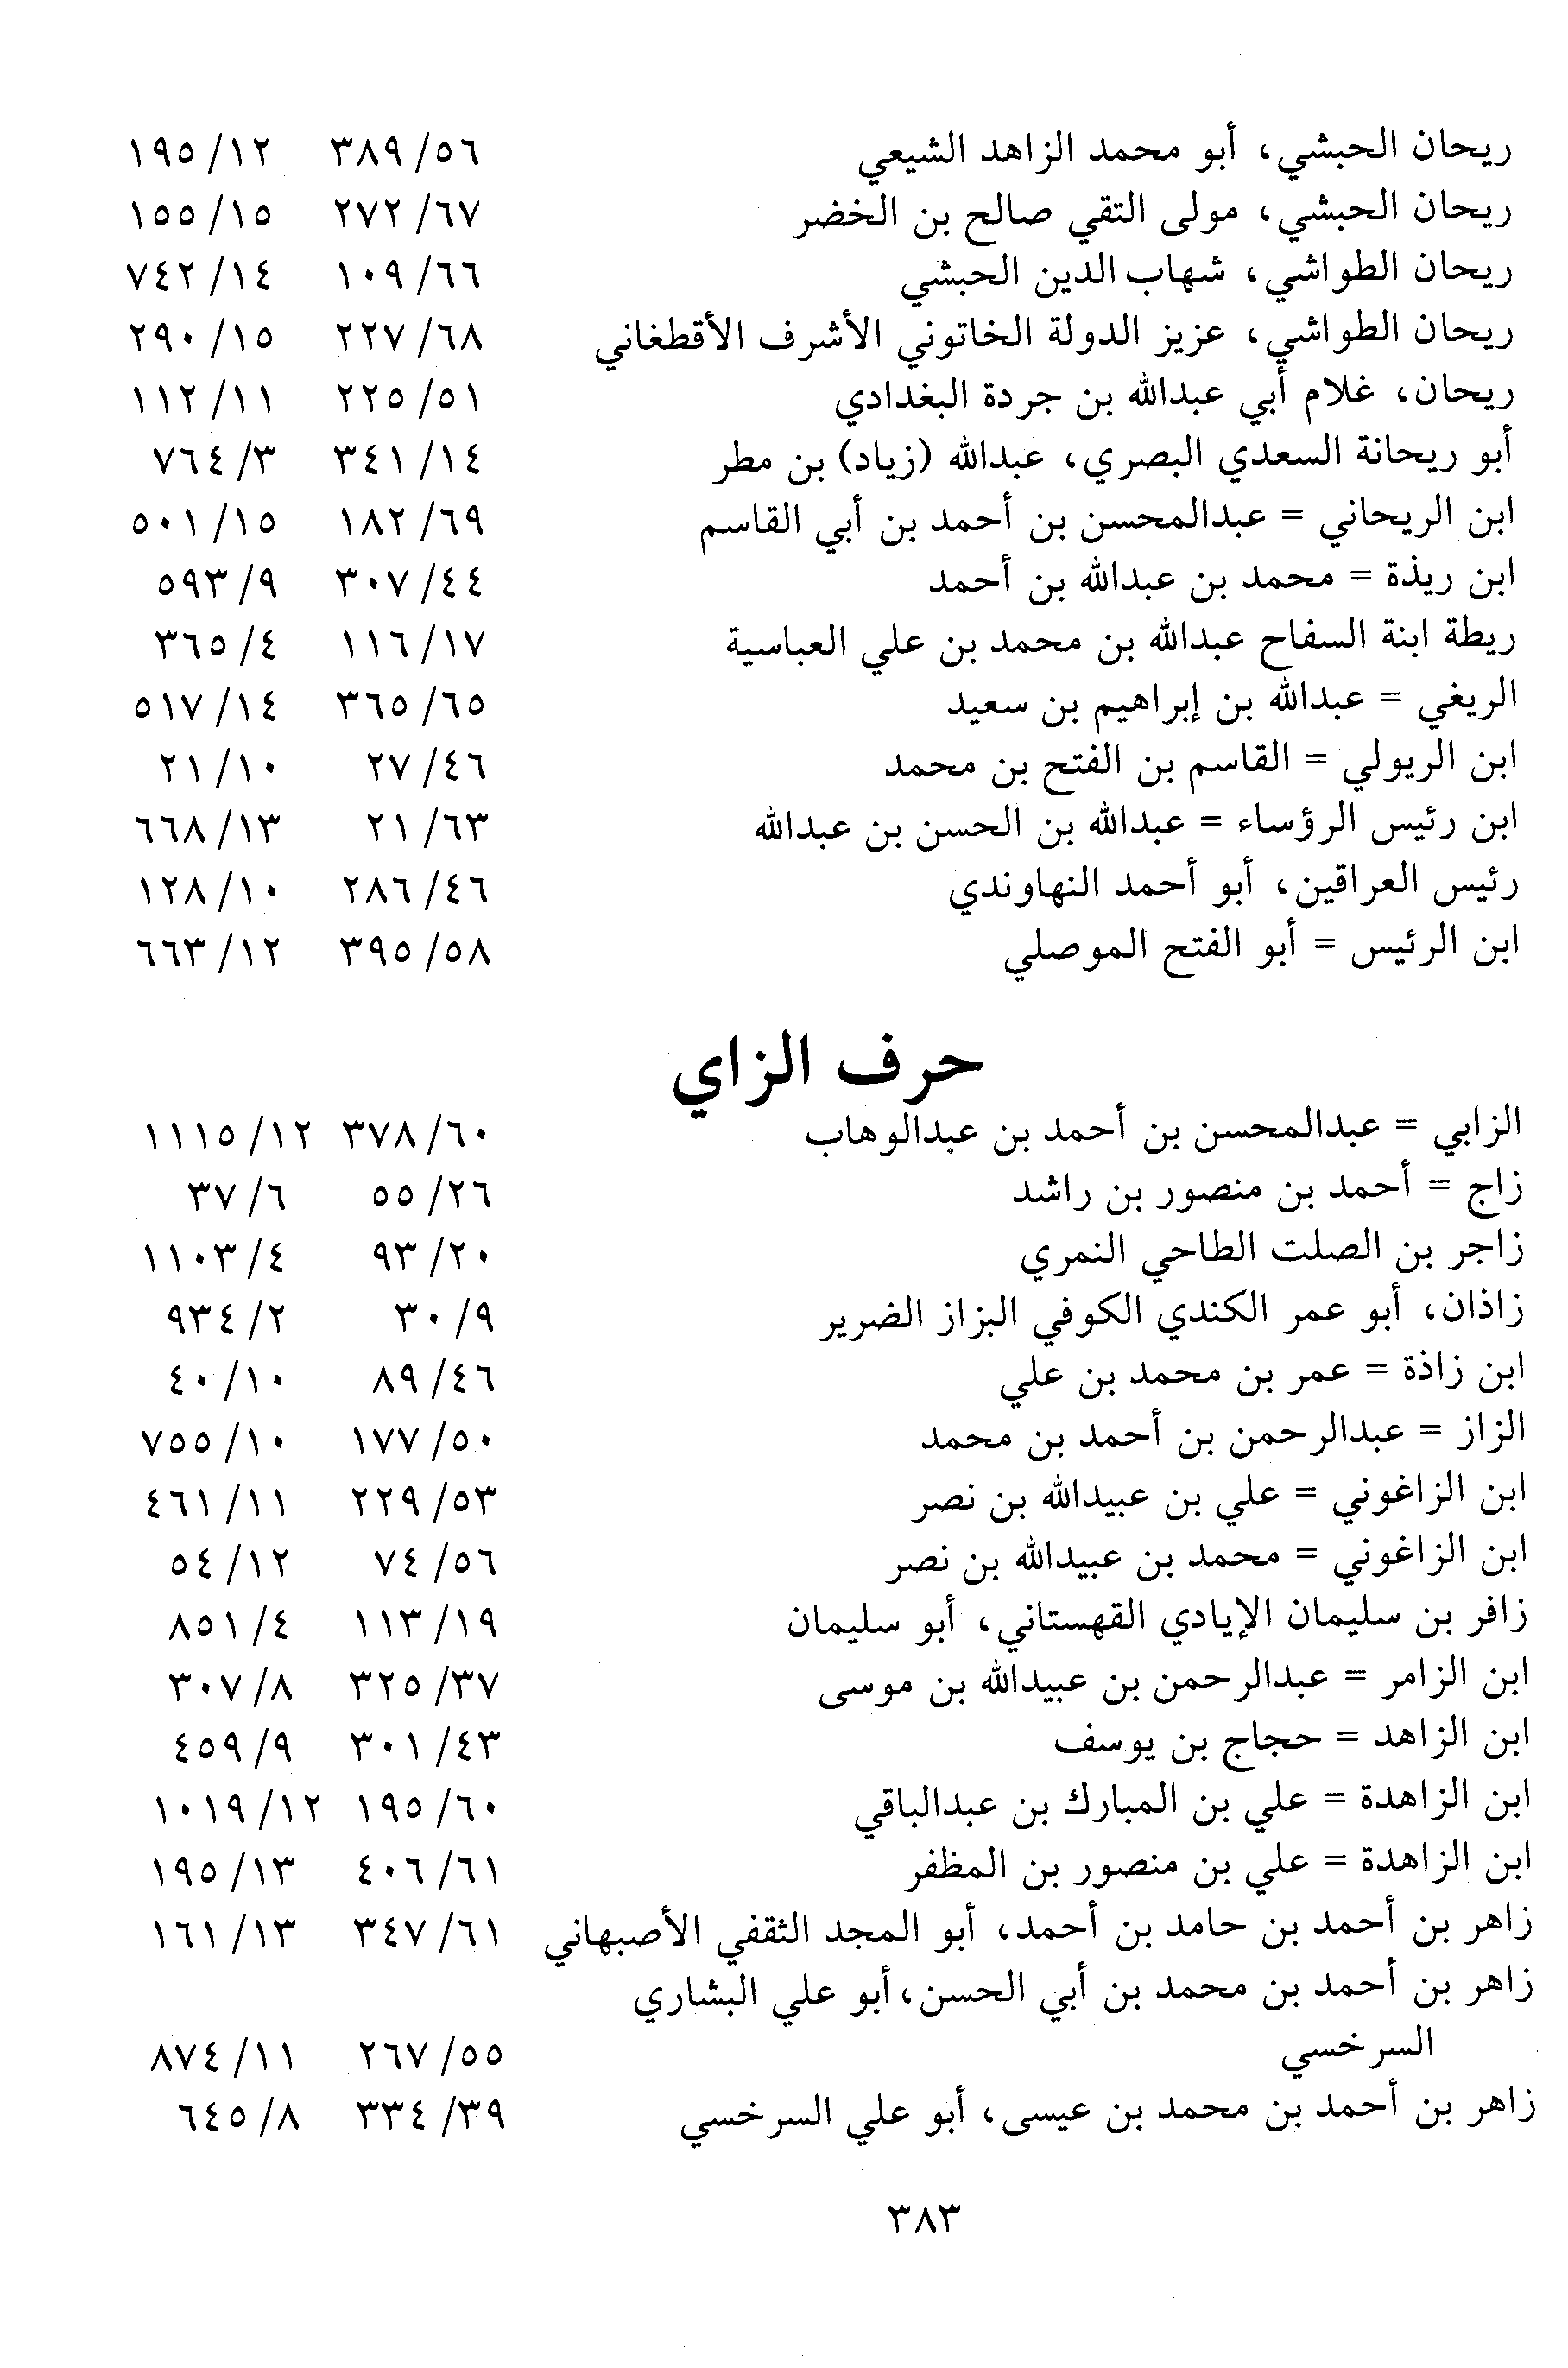 ريحان الحبشي، أبو محمد الزاهد الشيعي ٣٨٩/٥٦ ١٩٥/١٢
ريحان الحبشي، مولى التقي صالح بن الخضر ٢٧٢/٦٧ ١٥٥/١٥
ريحان الطواشي، شهاب الدين الحبشي ١٠٩/٦٦ ٧٤٢/١٤
ريحان الطواشي، عزيز الدولة الخاتوني الأشرف الأقطغاني ٢٢٧/٦٨ ٢٩٠/١٥
ريحان، غلام أبي عبدالله بن جردة البغدادي ٢٢٥/٥١ ١١٢/١١
أبو ريحانة السعدي البصري، عبدالله (زياد) بن مطر ٣٤١/١٤ ٧٦٤/٣
ابن الريحاني = عبدالمحسن بن أحمد بن أبي القاسم ١٨٢/٦٩ ٥٠١/١٥
ابن ريذة = محمد بن عبدالله بن أحمد ٣٠٧/٤٤ ٥٩٣/٩
ريطة ابنة السفاح عبدالله بن محمد بن علي العباسية ١١٦/١٧ ٣٦٥/٤
الريغي = عبدالله بن إبراهيم بن سعيد ٣٦٥/٦٥ ٥١٧/١٤
ابن الريولي = القاسم بن الفتح بن محمد ٢٧/٤٦ ٢١/١٠
ابن رئيس الرؤساء = عبدالله بن الحسن بن عبدالله ٢١/٦٣ ٦٦٨/١٣
رئيس العراقين، أبو أحمد النهاوندي ٢٨٦/٤٦ ١٢٨/١٠
ابن الرئيس = أبو الفتح الموصلي ٣٩٥/٥٨ ٦٦٣/١٢
حرف الزاي
الزابي = عبدالمحسن بن أحمد بن عبدالوهاب ٣٧٨/٦٠ ١١١٥/١٢
زاج = أحمد بن منصور بن راشد ٥٥/٢٦ ٣٧/٦
زاجر بن الصلت الطاحي النمري ٩٣/٢٠ ١١٠٣/٤
زاذان، أبو عمر الكندي الكوفي البزاز الضرير ٣٠/٩ ٩٣٤/٢
ابن زاذة = عمر بن محمد بن علي ٨٩/٤٦ ٤٠/١٠
الزاز = عبدالرحمن بن أحمد بن محمد ١٧٧/٥٠ ٧٥٥/١٠
ابن الزاغوني = علي بن عبيدالله بن نصر ٢٢٩/٥٣ ٤٦١/١١
ابن الزاغوني = محمد بن عبيدالله بن نصر ٧٤/٥٦ ٥٤/١٢
زافر بن سليمان الإيادي القهستاني، أبو سليمان ١١٣/١٩ ٨٥١/٤
ابن الزامر = عبدالرحمن بن عبيدالله بن موسى ٣٢٥/٣٧ ٣٠٧/٨
ابن الزاهد = حجاج بن يوسف ٣٠١/٤٣ ٤٥٩/٩
ابن الزاهدة = علي بن المبارك بن عبدالباقي ١٩٥/٦٠ ١٠١٩/١٢
ابن الزاهدة = علي بن منصور بن المظفر ٤٠٦/٦١ ١٩٥/١٣
زاهر بن أحمد بن حامد بن أحمد، أبو المجد الثقفي الأصبهاني ٣٤٧/٦١ ١٦١/١٣
زاهر بن أحمد بن محمد بن أبي الحسن، أبو علي البشاري
السرخسي ٢٦٧/٥٥ ٨٧٤/١١
زاهر بن أحمد بن محمد بن عيسى، أبو علي السرخسي ٣٣٤/٣٩ ٦٤٥/٨
٣٨٣